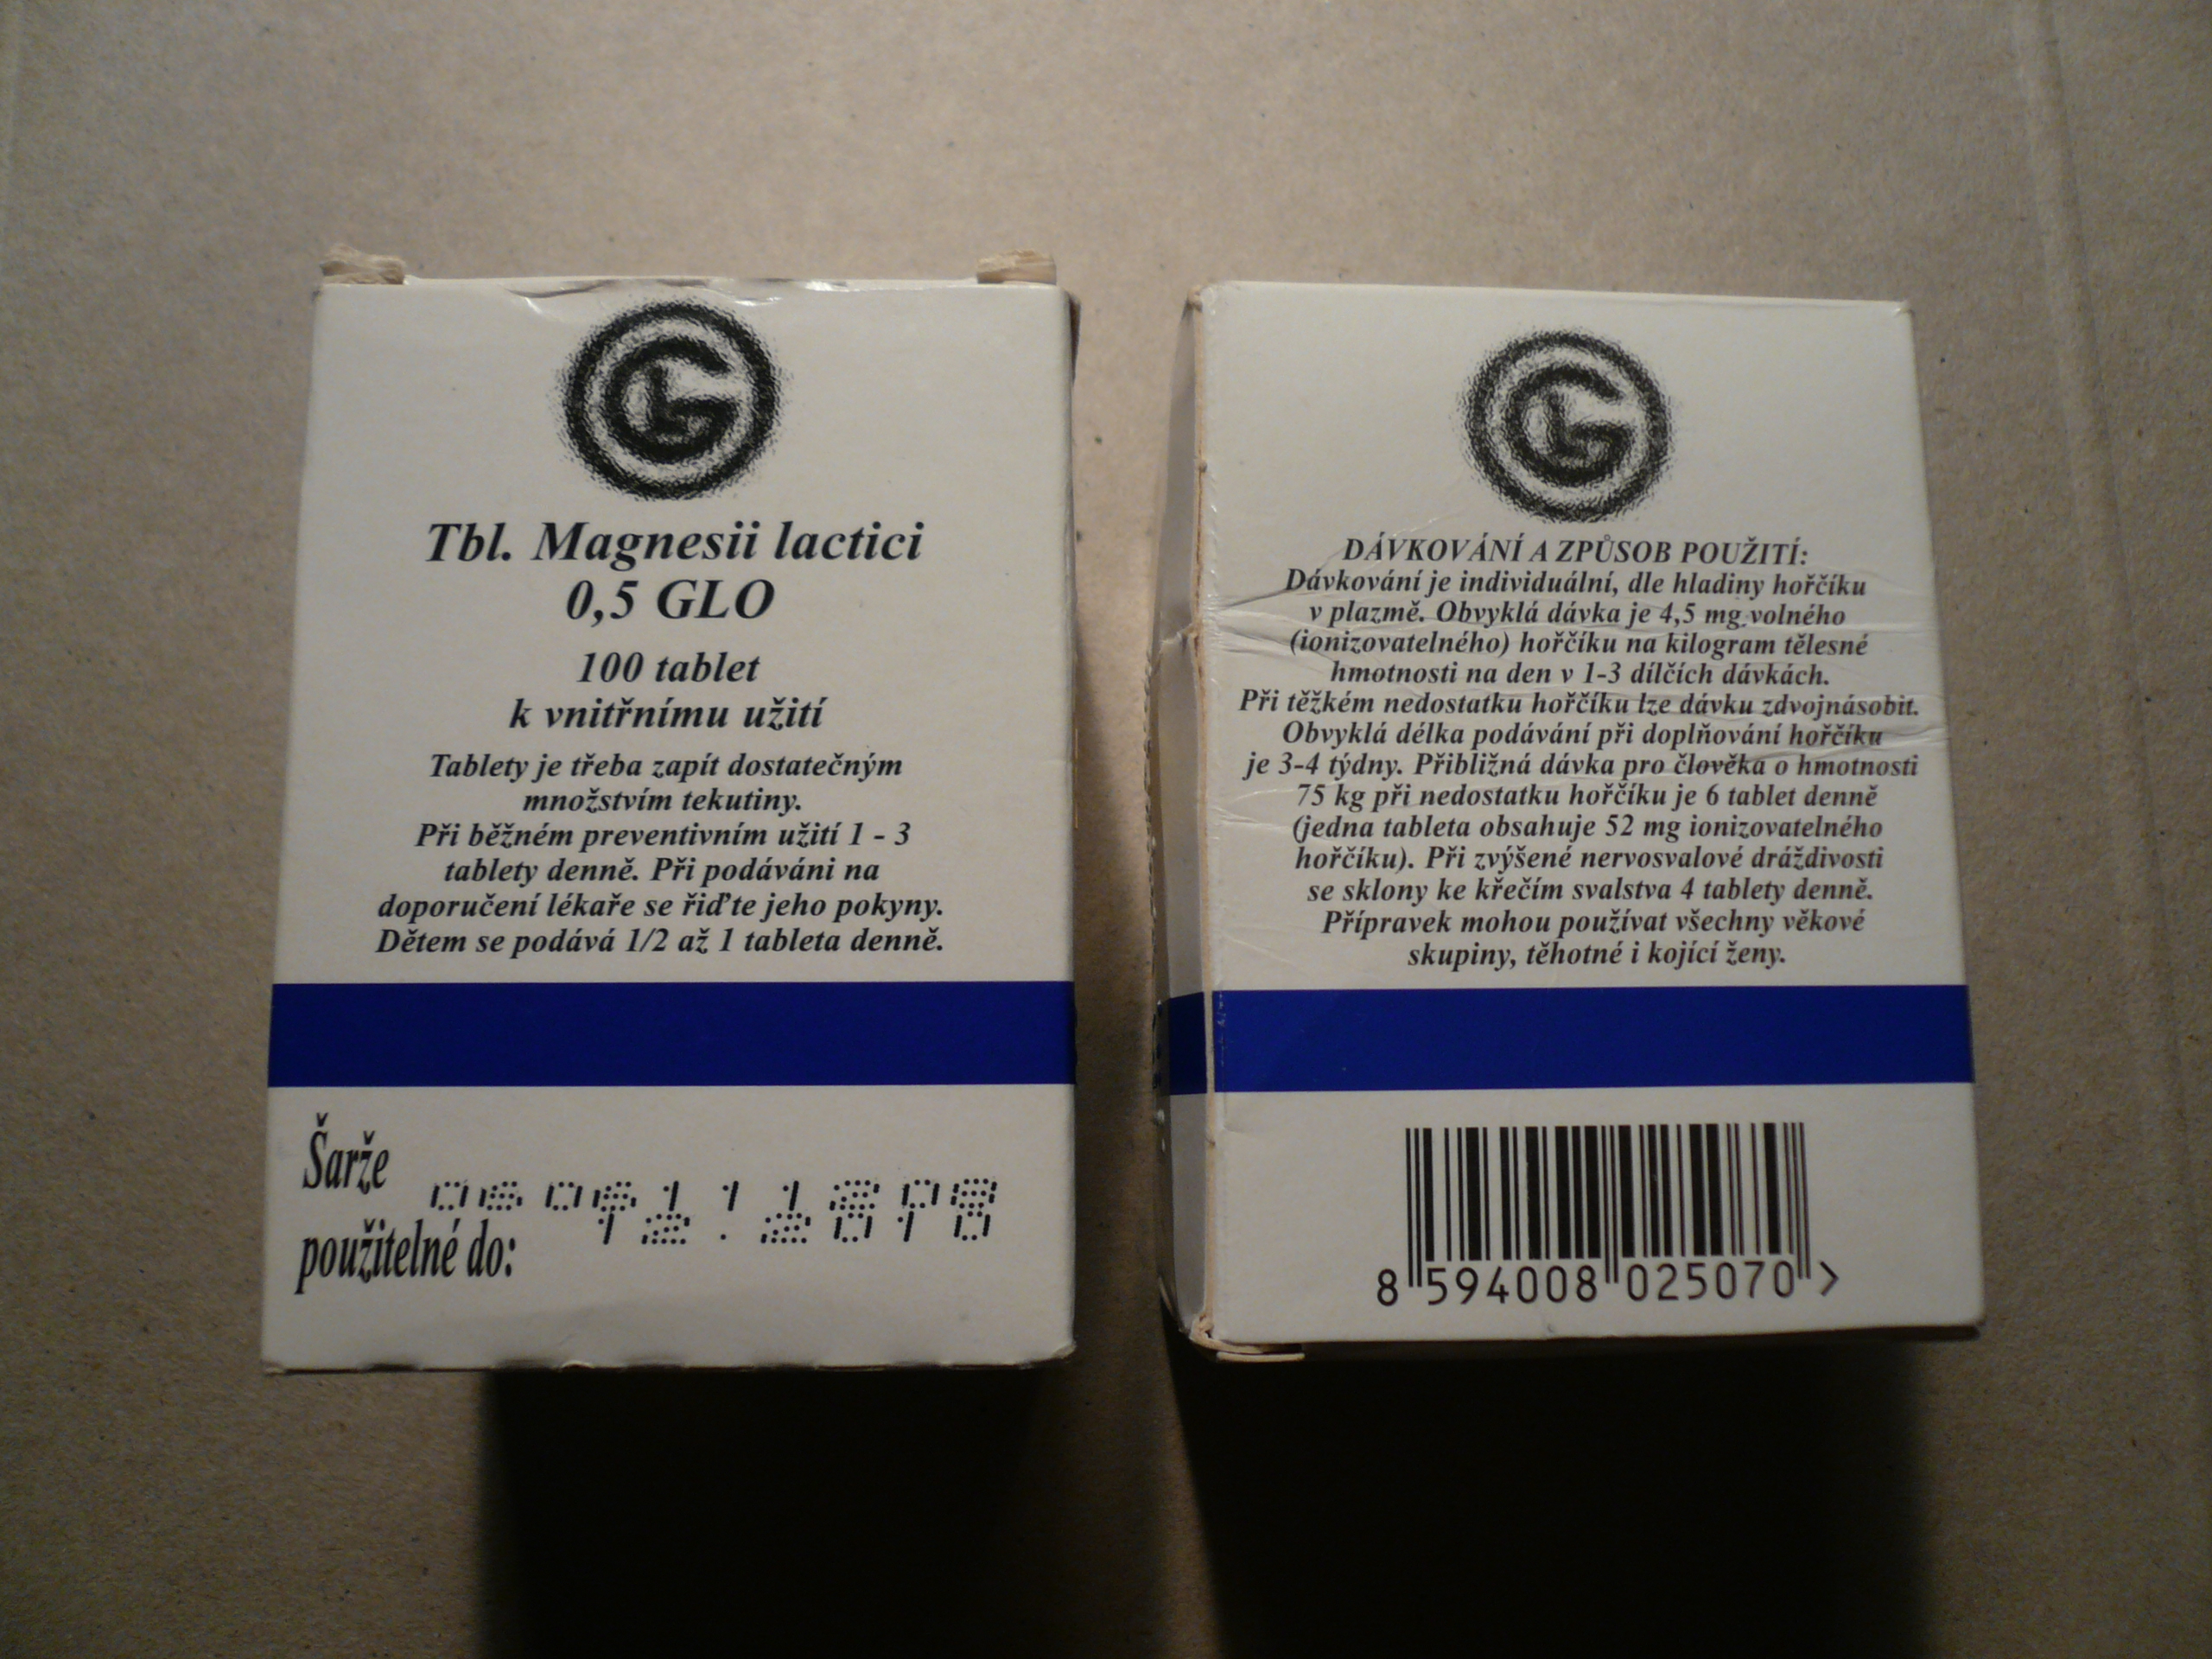 Tbl. Magnesii lactici
0,5 GLO
100 tablet
k vnitřnímu užití
Tablety je třeba zapít dostatečným
množstvím tekutiny.
Při běžném preventivním užití 1 - 3
tablety denně. Při podáváni na
doporučení lékaře se řiďte jeho pokyny.
Dětem se podává 1/2 až 1 tableta denně.
Šarže
použitelné do:
DÁVKOVÁNÍ A ZPŮSOB POUŽITÍ:
Dávkování je individuální, dle hladiny hořčíku
v plazmě. Obvyklá dávka je 4,5 mg volného
(ionizovatelného) hořčíku na kilogram tělesné
hmotnosti na den v 1-3 dílčích dávkách.
Při těžkém nedostatku hořčíku lze dávku zdvojnásobit.
Obvyklá délka podávání při doplňování hořčíku
je 3-4 týdny. Přibližná dávka pro člověka o hmotnosti
75 kg při nedostatku hořčíku je 6 tablet denně
(jedna tableta obsahuje 52 mg ionizovatelného
hořčíku). Při zvýšené nervosvalové dráždivosti
se sklony ke křečím svalstva 4 tablety denně.
Přípravek mohou používat všechny věkové
skupiny, těhotné i kojící ženy.
8 594008 025070 >